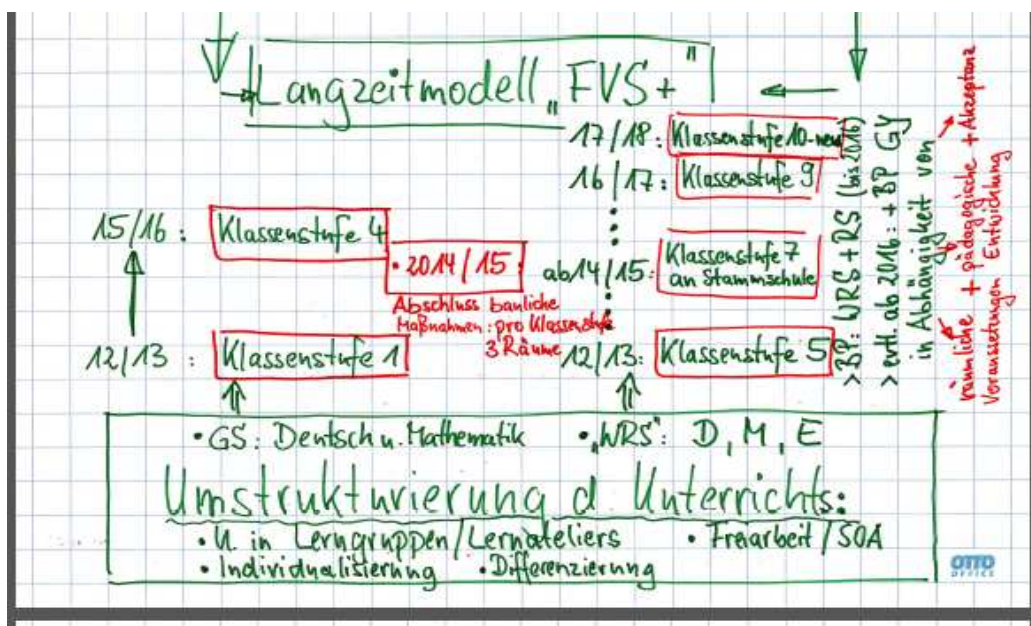 Langzeitmodell „FVS+"
17/18: Klassenstufe 10-neu
16/17: Klassenstufe 9
15/16: Klassenstufe 4
• 2014/15
ab 14/15: Klassenstufe 7
an Stammschule
Abschluss bauliche
Maßnahmen: pro Klassenstufe
3 Räume
12/13: Klassenstufe 1
12/13: Klassenstufe 5
>BP: WRS+RS (bis 2016)
>evtl. ab 2016: +BP GY
in Abhängigkeit von
räumliche + pädagogische + Akzeptanz
Voraussetzungen Entwicklung
• GS: Deutsch u. Mathematik • „WRS": D, M, E
Umstrukturierung d. Unterrichts:
• U. in Lerngruppen/Lernateliers • Freiarbeit/SOA
• Individualisierung • Differenzierung
OTTO
OFFICE